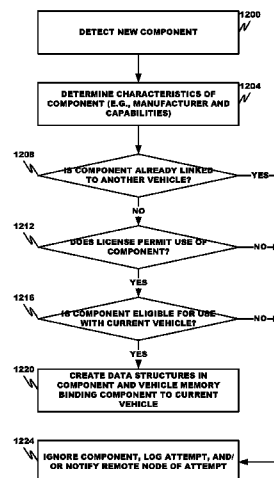 1200
DETECT NEW COMPONENT
1204
DETERMINE CHARACTERISTICS OF
COMPONENT (E.G., MANUFACTURER AND
CAPABILITIES)
1208
IS COMPONENT ALREADY LINKED
TO ANOTHER VEHICLE?
YES
NO
1212
DOES LICENSE PERMIT USE OF
COMPONENT?
NO
YES
1216
IS COMPONENT ELIGIBLE FOR USE
WITH CURRENT VEHICLE?
NO
YES
1220
CREATE DATA STRUCTURES IN
COMPONENT AND VEHICLE MEMORY
BINDING COMPONENT TO CURRENT
VEHICLE
1224
IGNORE COMPONENT, LOG ATTEMPT, AND/
OR NOTIFY REMOTE NODE OF ATTEMPT